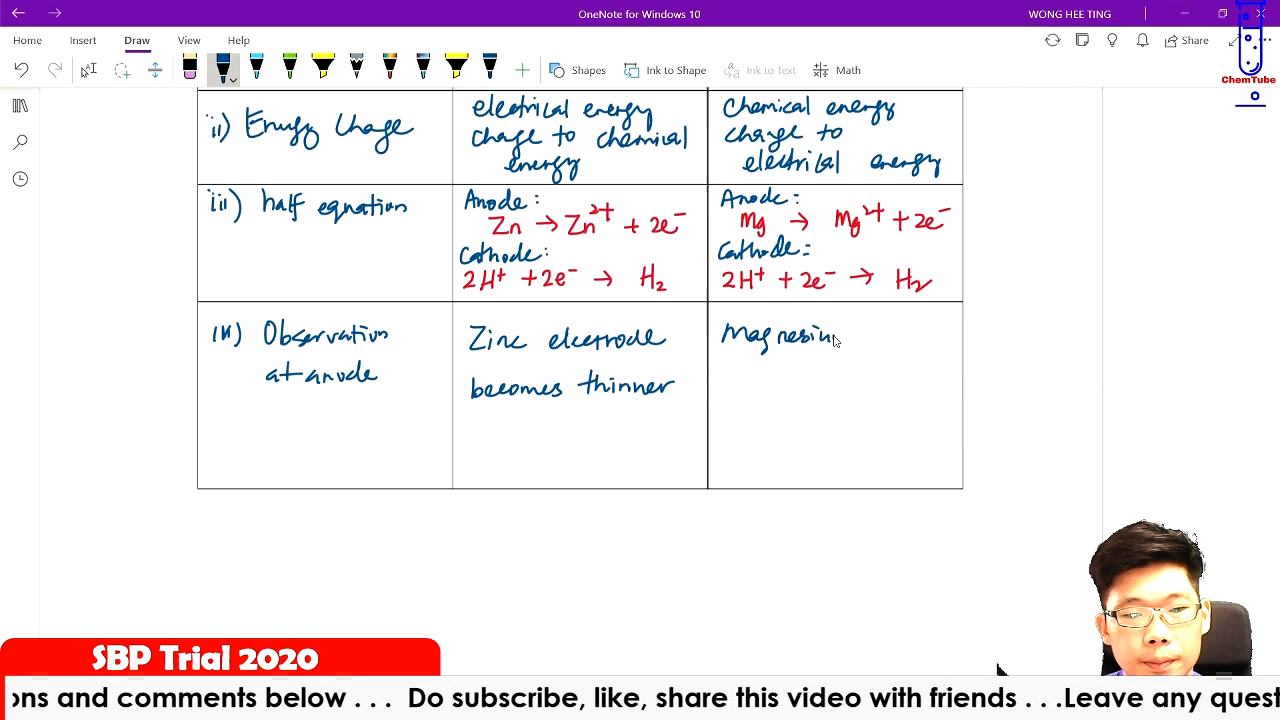 OneNote for Windows 10
WONG HEE TING
Home Insert Draw View Help
Share
Shapes Ink to Shape Ink to Text Math
ChemTube
ii) Energy Change
electrical energy
change to chemical
energy
Chemical energy
change to
electrical energy
iii) half equation
Anode:
Zn → Zn²⁺ + 2e⁻
Cathode:
2H⁺ + 2e⁻ → H₂
Anode:
Mg → Mg²⁺ + 2e⁻
Cathode:
2H⁺ + 2e⁻ → H₂
iv) Observation
at anode
Zinc electrode
becomes thinner
Magnesiu
SBP Trial 2020
ons and comments below . . . Do subscribe, like, share this video with friends . . .Leave any quest